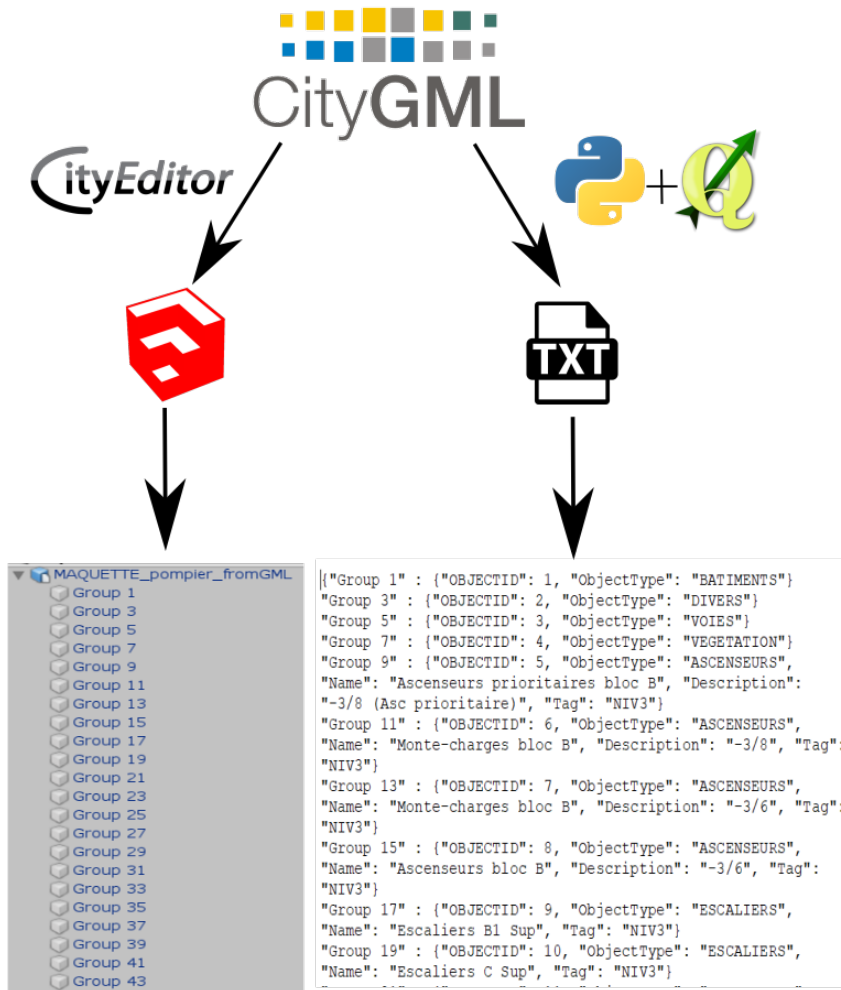 CityGML
CityEditor
+
TXT
MAQUETTE_pompier_fromGML
Group 1
Group 3
Group 5
Group 7
Group 9
Group 11
Group 13
Group 15
Group 17
Group 19
Group 21
Group 23
Group 25
Group 27
Group 29
Group 31
Group 33
Group 35
Group 37
Group 39
Group 41
Group 43
{"Group 1" : {"OBJECTID": 1, "ObjectType": "BATIMENTS"}
"Group 3" : {"OBJECTID": 2, "ObjectType": "DIVERS"}
"Group 5" : {"OBJECTID": 3, "ObjectType": "VOIES"}
"Group 7" : {"OBJECTID": 4, "ObjectType": "VEGETATION"}
"Group 9" : {"OBJECTID": 5, "ObjectType": "ASCENSEURS",
"Name": "Ascenseurs prioritaires bloc B", "Description":
"-3/8 (Asc prioritaire)", "Tag": "NIV3"}
"Group 11" : {"OBJECTID": 6, "ObjectType": "ASCENSEURS",
"Name": "Monte-charges bloc B", "Description": "-3/8", "Tag":
"NIV3"}
"Group 13" : {"OBJECTID": 7, "ObjectType": "ASCENSEURS",
"Name": "Monte-charges bloc B", "Description": "-3/6", "Tag":
"NIV3"}
"Group 15" : {"OBJECTID": 8, "ObjectType": "ASCENSEURS",
"Name": "Ascenseurs bloc B", "Description": "-3/6", "Tag":
"NIV3"}
"Group 17" : {"OBJECTID": 9, "ObjectType": "ESCALIERS",
"Name": "Escaliers B1 Sup", "Tag": "NIV3"}
"Group 19" : {"OBJECTID": 10, "ObjectType": "ESCALIERS",
"Name": "Escaliers C Sup", "Tag": "NIV3"}